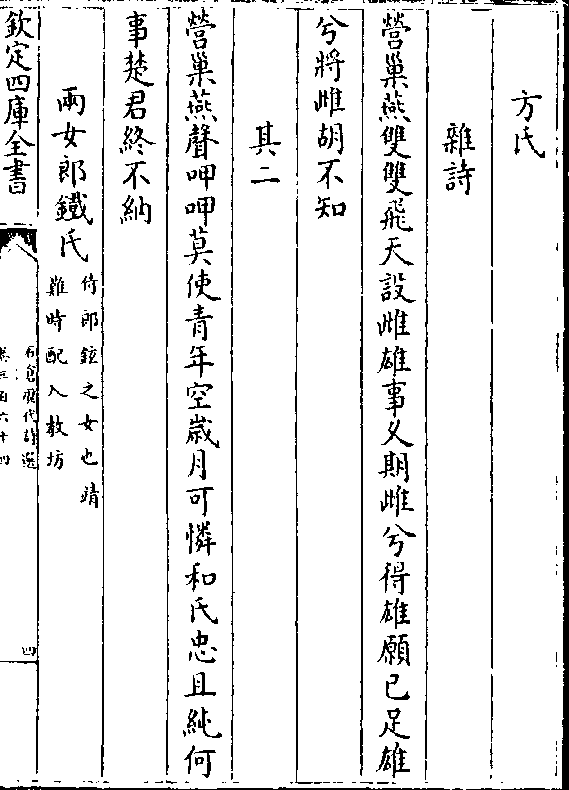 方氏
雜詩
營巢燕雙雙飛天設雌雄事乆期雌兮得雄願已足雄
兮將雌胡不知
其二
營巢燕聲呷呷莫使青年空歲月可憐和氏忠且純何
事楚君終不納
兩女郎鐵氏
侍郎鉉之女也靖
難時配入教坊
欽定四庫全書
石倉歷代詩選
卷三百六十四
四